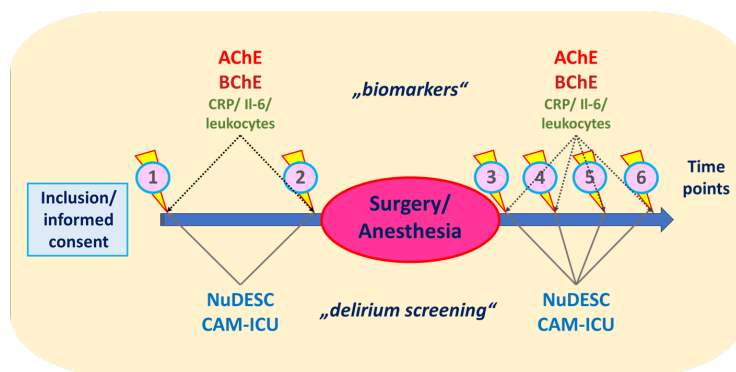 AChE
BChE
CRP/ Il-6/
leukocytes
„biomarkers“
AChE
BChE
CRP/ Il-6/
leukocytes
1
2
3
4
5
6
Time
points
Inclusion/
informed
consent
Surgery/
Anesthesia
NuDESC
CAM-ICU
„delirium screening“
NuDESC
CAM-ICU